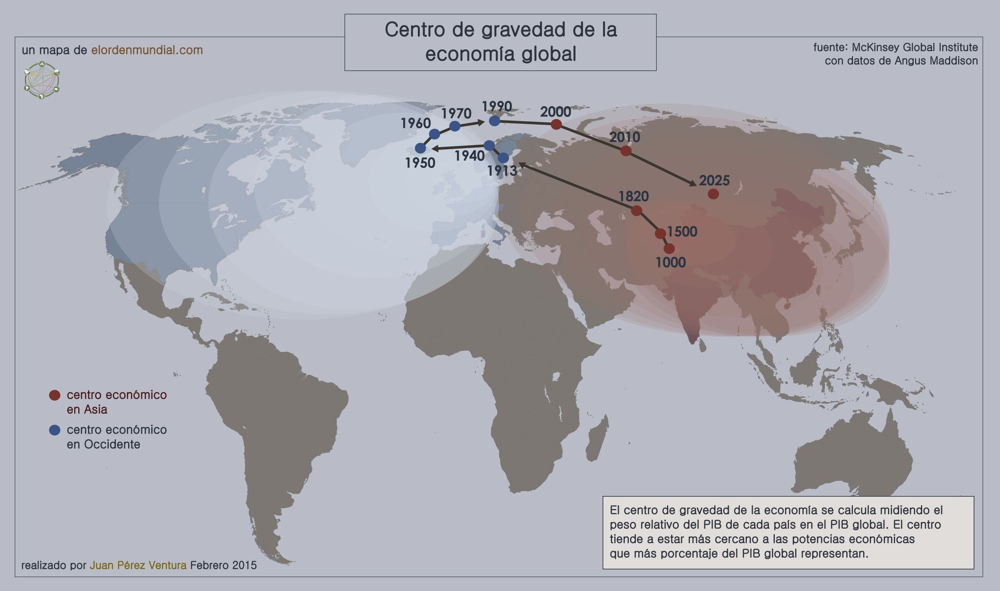 Centro de gravedad de la
economía global
un mapa de elordenmundial.com
fuente: McKinsey Global Institute
con datos de Angus Maddison
1990
1970
2000
1960
2010
1950
1940
1913
2025
1820
1500
1000
centro económico
en Asia
centro económico
en Occidente
El centro de gravedad de la economía se calcula midiendo el
peso relativo del PIB de cada país en el PIB global. El centro
tiende a estar más cercano a las potencias económicas
que más porcentaje del PIB global representan.
realizado por Juan Pérez Ventura Febrero 2015